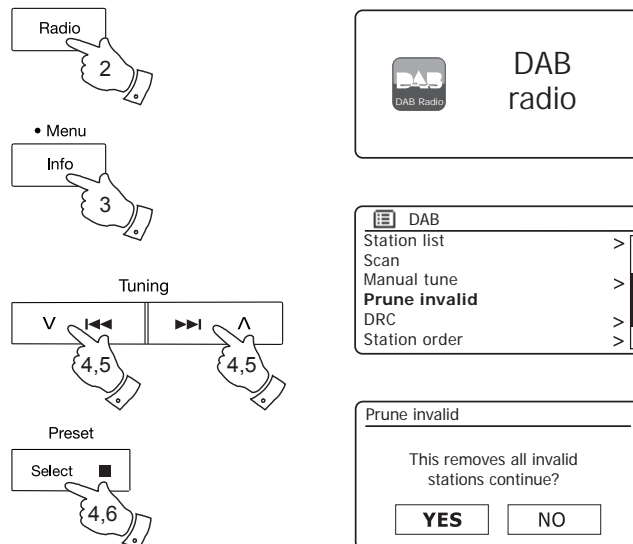 Radio
2
• Menu
Info
3
Tuning
4,5
4,5
Preset
Select
4,6
DAB
DAB Radio
DAB
radio
DAB
Station list >
Scan
Manual tune >
Prune invalid
DRC >
Station order >
Prune invalid
This removes all invalid
stations continue?
YES NO